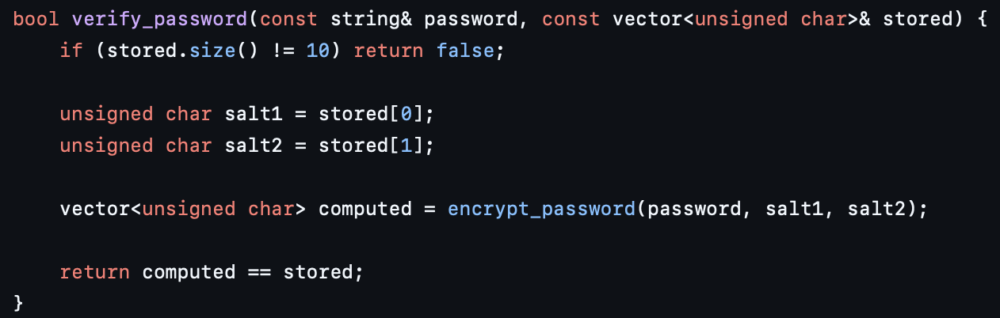 bool verify_password(const string& password, const vector<unsigned char>& stored) {
    if (stored.size() != 10) return false;

    unsigned char salt1 = stored[0];
    unsigned char salt2 = stored[1];

    vector<unsigned char> computed = encrypt_password(password, salt1, salt2);

    return computed == stored;
}